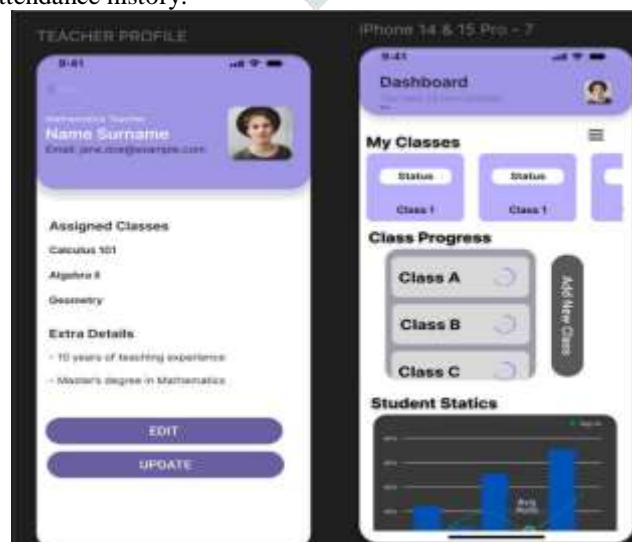 attendance history.
TEACHER PROFILE
9:41
Mathematics Teacher
Name Surname
Email: jane.doe@example.com
Assigned Classes
Calculus 101
Algebra II
Geometry
Extra Details
- 10 years of teaching experience
- Master's degree in Mathematics
EDIT
UPDATE
iPhone 14 & 15 Pro - 7
9:41
Dashboard
My Classes
Status
Class 1
Status
Class 1
Class Progress
Class A
Class B
Class C
Add New Class
Student Statics
Avg